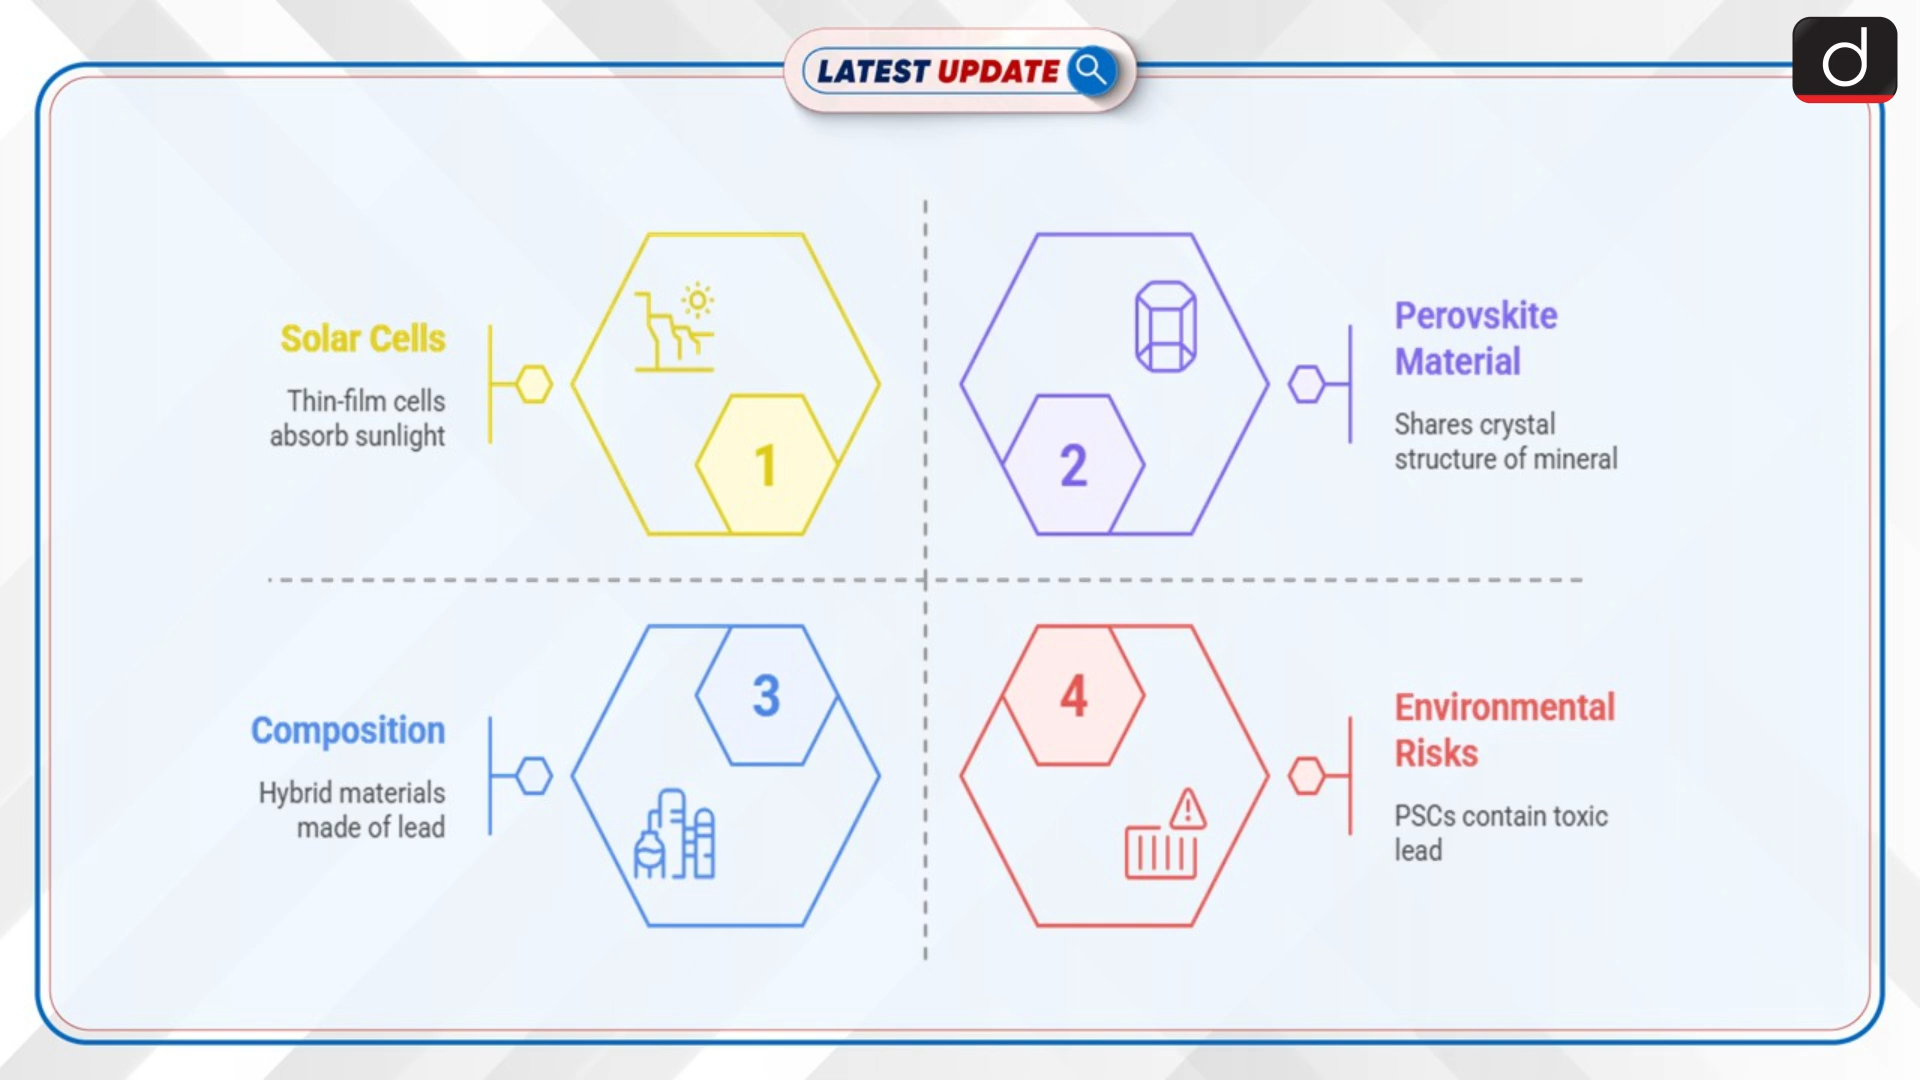 LATEST UPDATE
d
Solar Cells
Thin-film cells
absorb sunlight
1
2
Perovskite
Material
Shares crystal
structure of mineral
Composition
Hybrid materials
made of lead
3
4
Environmental
Risks
PSCs contain toxic
lead